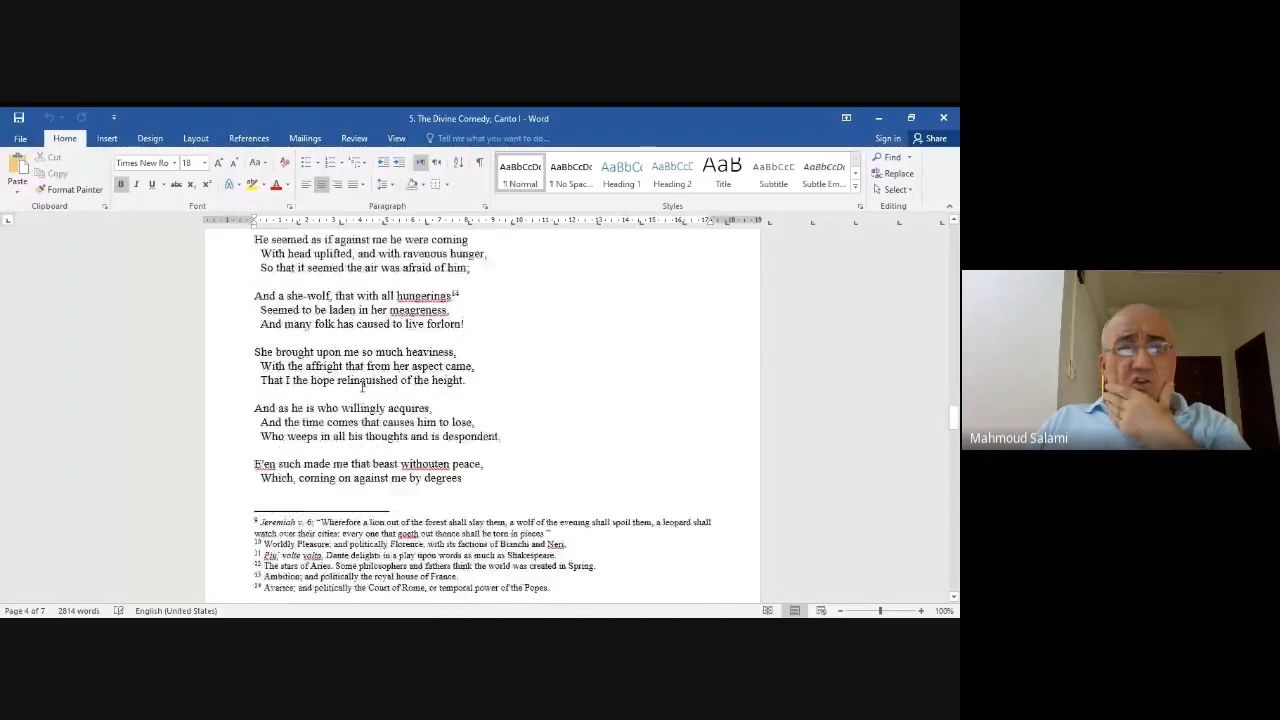 5. The Divine Comedy, Canto I - Word
File Home Insert Design Layout References Mailings Review View Tell me what you want to do... Sign in Share
Paste Cut Copy Format Painter Clipboard
Times New Ro 18 Font
Paragraph
AaBbCcDc AaBbCcDc AaBbCc AaBbCcC AaB AaBbCcC AaBbCcDc
¶ Normal ¶ No Spac... Heading 1 Heading 2 Title Subtitle Subtle Em...
Styles
Find Replace Select Editing
He seemed as if against me he were coming
With head uplifted, and with ravenous hunger,
So that it seemed the air was afraid of him;
And a she-wolf, that with all hungerings14
Seemed to be laden in her meagreness,
And many folk has caused to live forlorn!
She brought upon me so much heaviness,
With the affright that from her aspect came,
That I the hope relinquished of the height.
And as he is who willingly acquires,
And the time comes that causes him to lose,
Who weeps in all his thoughts and is despondent,
E'en such made me that beast withouten peace,
Which, coming on against me by degrees
9 Jeremiah v. 6: "Wherefore a lion out of the forest shall slay them, a wolf of the evening shall spoil them, a leopard shall
watch over their cities: every one that goeth out thence shall be torn in pieces."
10 Worldly Pleasure; and politically Florence, with its factions of Bianchi and Neri.
11 Piu' volte volto. Dante delights in a play upon words as much as Shakespeare.
12 The stars of Aries. Some philosophers and fathers think the world was created in Spring.
13 Ambition; and politically the royal house of France.
14 Avarice; and politically the Court of Rome, or temporal power of the Popes.
Page 4 of 7 2814 words English (United States) 100%
Mahmoud Salami